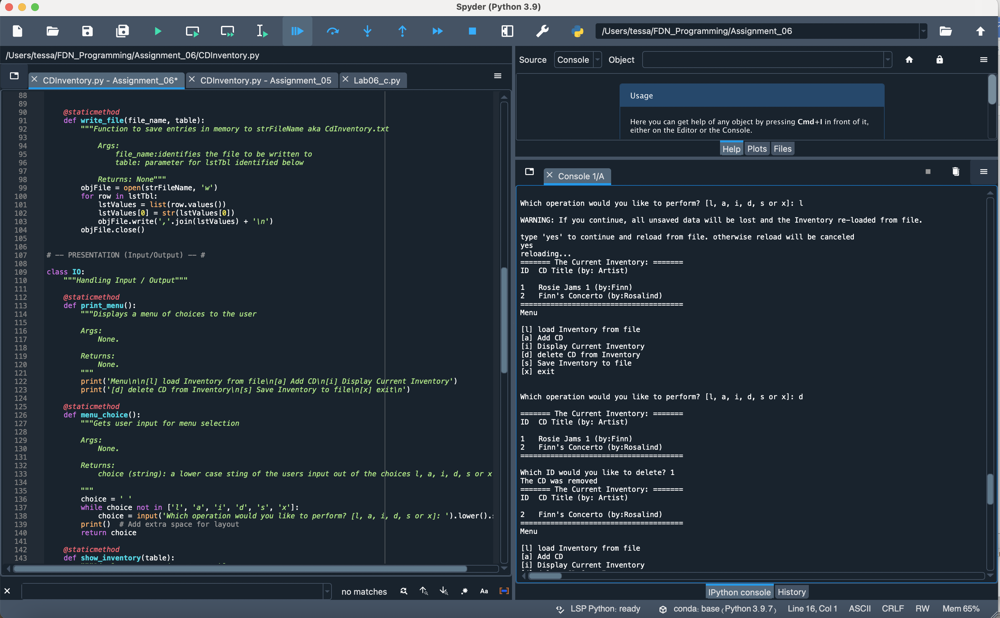 Spyder (Python 3.9)
/Users/tessa/FDN_Programming/Assignment_06
/Users/tessa/FDN_Programming/Assignment_06/CDInventory.py
CDInventory.py - Assignment_06*
CDInventory.py - Assignment_05
Lab06_c.py
88
89
90 @staticmethod
91 def write_file(file_name, table):
92 """Function to save entries in memory to strFileName aka CdInventory.txt
93
94 Args:
95 file_name:identifies the file to be written to
96 table: parameter for lstTbl identified below
97
98 Returns: None"""
99 objFile = open(strFileName, 'w')
100 for row in lstTbl:
101 lstValues = list(row.values())
102 lstValues[0] = str(lstValues[0])
103 objFile.write(','.join(lstValues) + '\n')
104 objFile.close()
105
106
107 # -- PRESENTATION (Input/Output) -- #
108
109 class IO:
110 """Handling Input / Output"""
111
112 @staticmethod
113 def print_menu():
114 """Displays a menu of choices to the user
115
116 Args:
117 None.
118
119 Returns:
120 None.
121 """
122 print('Menu\n\n[l] load Inventory from file\n[a] Add CD\n[i] Display Current Inventory')
123 print('[d] delete CD from Inventory\n[s] Save Inventory to file\n[x] exit\n')
124
125 @staticmethod
126 def menu_choice():
127 """Gets user input for menu selection
128
129 Args:
130 None.
131
132 Returns:
133 choice (string): a lower case sting of the users input out of the choices l, a, i, d, s or x
134
135 """
136 choice = ' '
137 while choice not in ['l', 'a', 'i', 'd', 's', 'x']:
138 choice = input('Which operation would you like to perform? [l, a, i, d, s or x]: ').lower().
139 print()  # Add extra space for layout
140 return choice
141
142 @staticmethod
143 def show_inventory(table):
no matches
Aa
Source Console Object
Usage
Here you can get help of any object by pressing Cmd+I in front of it,
either on the Editor or the Console.
Help Plots Files
Console 1/A
Which operation would you like to perform? [l, a, i, d, s or x]: l
WARNING: If you continue, all unsaved data will be lost and the Inventory re-loaded from file.
type 'yes' to continue and reload from file. otherwise reload will be canceled
yes
reloading...
======= The Current Inventory: =======
ID CD Title (by: Artist)
1 Rosie Jams 1 (by:Finn)
2 Finn's Concerto (by:Rosalind)
======================================
Menu
[l] load Inventory from file
[a] Add CD
[i] Display Current Inventory
[d] delete CD from Inventory
[s] Save Inventory to file
[x] exit
Which operation would you like to perform? [l, a, i, d, s or x]: d
======= The Current Inventory: =======
ID CD Title (by: Artist)
1 Rosie Jams 1 (by:Finn)
2 Finn's Concerto (by:Rosalind)
======================================
Which ID would you like to delete? 1
The CD was removed
======= The Current Inventory: =======
ID CD Title (by: Artist)
2 Finn's Concerto (by:Rosalind)
======================================
Menu
[l] load Inventory from file
[a] Add CD
[i] Display Current Inventory
IPython console History
LSP Python: ready conda: base (Python 3.9.7) Line 16, Col 1 ASCII CRLF RW Mem 65%